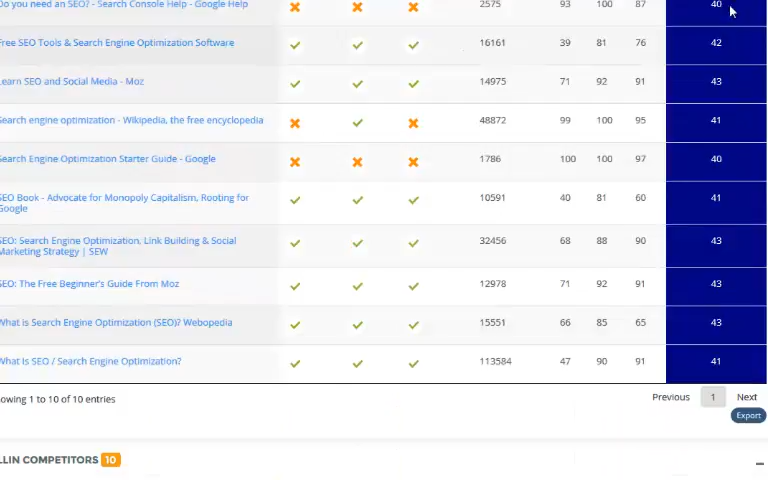 Do you need an SEO? - Search Console Help - Google Help 2575 93 100 87 40
Free SEO Tools & Search Engine Optimization Software 16161 39 81 76 42
Learn SEO and Social Media - Moz 14975 71 92 91 43
Search engine optimization - Wikipedia, the free encyclopedia 48872 99 100 95 41
Search Engine Optimization Starter Guide - Google 1786 100 100 97 40
SEO Book - Advocate for Monopoly Capitalism, Rooting for
Google 10591 40 81 60 41
SEO: Search Engine Optimization, Link Building & Social
Marketing Strategy | SEW 32456 68 88 90 43
SEO: The Free Beginner's Guide From Moz 12978 71 92 91 43
What is Search Engine Optimization (SEO)? Webopedia 15551 66 85 65 43
What Is SEO / Search Engine Optimization? 113584 47 90 91 41
owing 1 to 10 of 10 entries
Previous 1 Next
Export
LLIN COMPETITORS 10